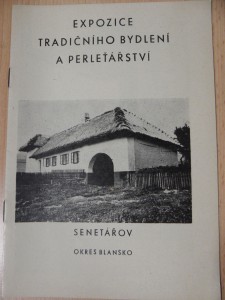 EXPOZICE
TRADIČNÍHO BYDLENÍ
A PERLEŤÁŘSTVÍ
SENETÁŘOV
OKRES BLANSKO